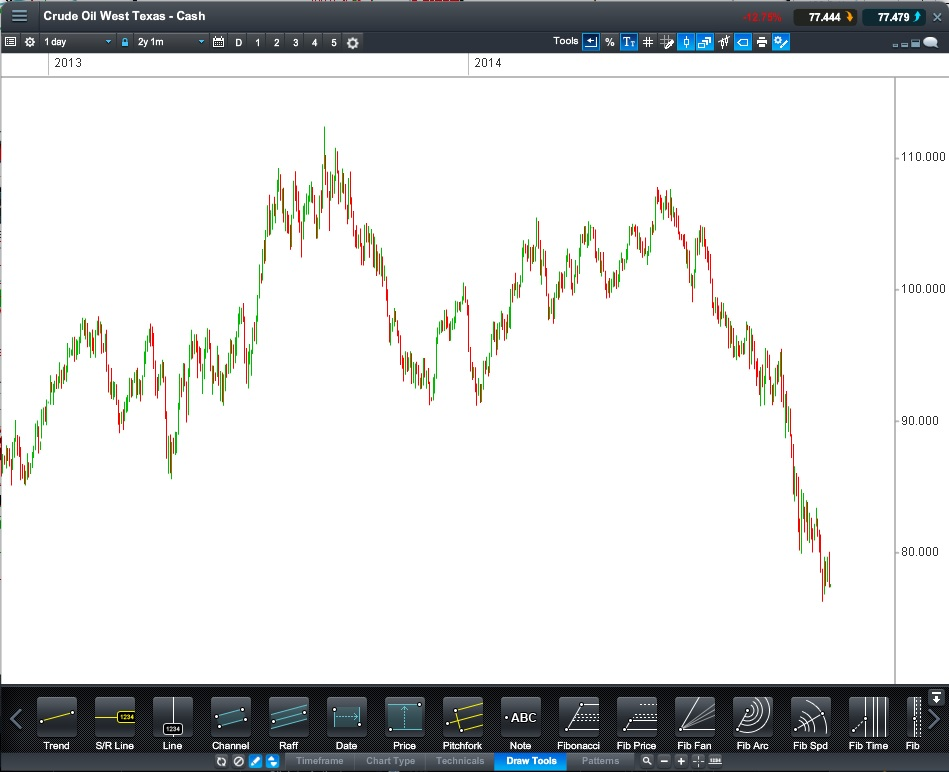 Crude Oil West Texas - Cash
-12.75%
77.444
77.479
1 day
2y 1m
D 1 2 3 4 5
Tools
%
2013
2014
110.000
100.000
90.000
80.000
1234
1234
ABC
Trend
S/R Line
Line
Channel
Raff
Date
Price
Pitchfork
Note
Fibonacci
Fib Price
Fib Fan
Fib Arc
Fib Spd
Fib Time
Fib
Timeframe
Chart Type
Technicals
Draw Tools
Patterns